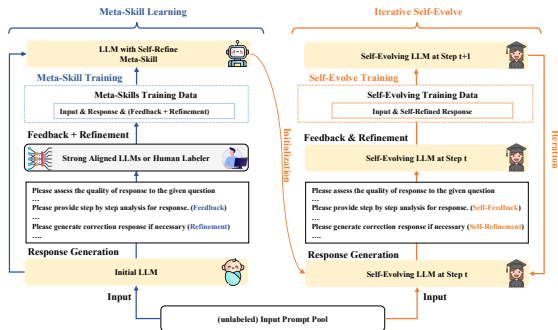 Meta-Skill Learning
LLM with Self-Refine
Meta-Skill
Meta-Skill Training
Meta-Skills Training Data
Input & Response & (Feedback + Refinement)
Feedback + Refinement
Strong Aligned LLMs or Human Labeler
Please assess the quality of response to the given question
...
Please provide step by step analysis for response. (Feedback)
...
Please generate correction response if necessary (Refinement)
....
Response Generation
Initial LLM
Input
Initialization
Iterative Self-Evolve
Self-Evolving LLM at Step t+1
Self-Evolve Training
Self-Evolving Training Data
Input & Self-Refined Response
Feedback & Refinement
Self-Evolving LLM at Step t
Please assess the quality of response to the given question
...
Please provide step by step analysis for response. (Self-Feedback)
...
Please generate correction response if necessary (Self-Refinement)
....
Response Generation
Self-Evolving LLM at Step t
Input
Iteration
(unlabeled) Input Prompt Pool